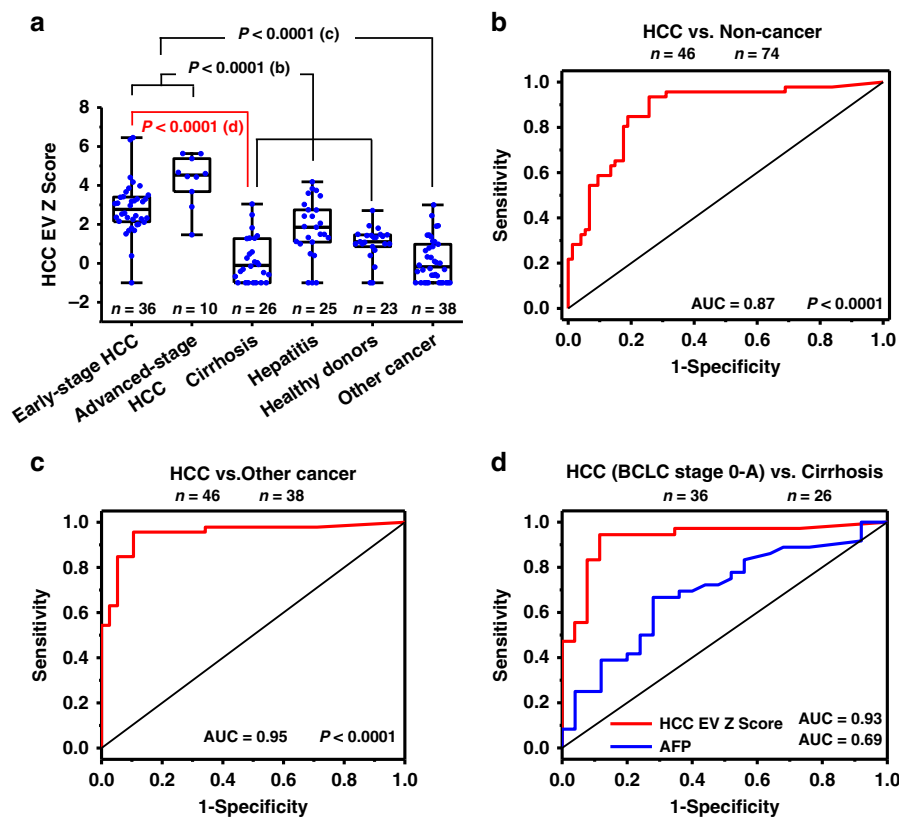 a
P < 0.0001 (c)
P < 0.0001 (b)
P < 0.0001 (d)
HCC EV Z Score
8
6
4
2
0
−2
n = 36
n = 10
n = 26
n = 25
n = 23
n = 38
Early-stage HCC
Advanced-stage
HCC
Cirrhosis
Hepatitis
Healthy donors
Other cancer
b
HCC vs. Non-cancer
n = 46 n = 74
Sensitivity
1.0
0.8
0.6
0.4
0.2
0.0
AUC = 0.87 P < 0.0001
0.0 0.2 0.4 0.6 0.8 1.0
1-Specificity
c
HCC vs.Other cancer
n = 46 n = 38
Sensitivity
1.0
0.8
0.6
0.4
0.2
0.0
AUC = 0.95 P < 0.0001
0.0 0.2 0.4 0.6 0.8 1.0
1-Specificity
d
HCC (BCLC stage 0-A) vs. Cirrhosis
n = 36 n = 26
Sensitivity
1.0
0.8
0.6
0.4
0.2
0.0
HCC EV Z Score AUC = 0.93
AFP AUC = 0.69
0.0 0.2 0.4 0.6 0.8 1.0
1-Specificity